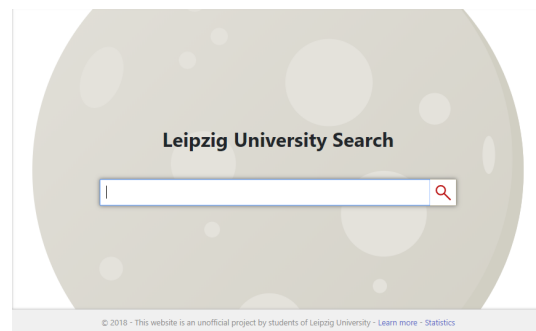 Leipzig University Search
© 2018 - This website is an unofficial project by students of Leipzig University - Learn more - Statistics